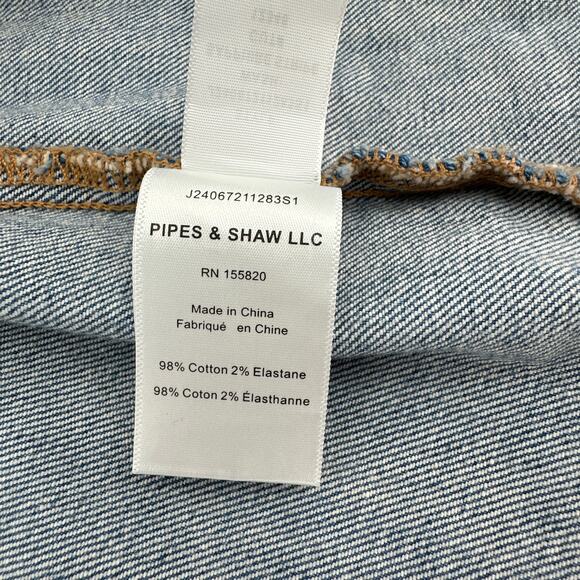 J24067211283S1
PIPES & SHAW LLC
RN 155820
Made in China
Fabriqué en Chine
98% Cotton 2% Elastane
98% Coton 2% Élasthanne